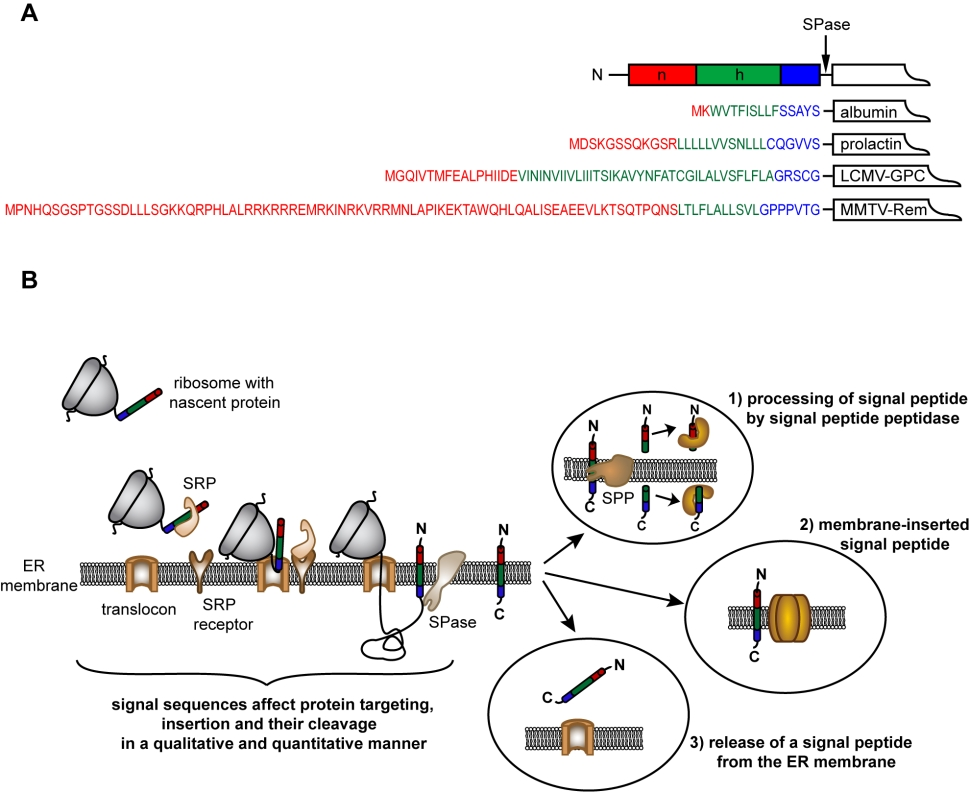 A
SPase
N n h
MKWVTFISLLFSSAYS albumin
MDSKGSSQKGSRLLLLLVVSNLLLCQGVVS prolactin
MGQIVTMFEALPHIIDEVININVIIVLIIITSIKAVYNFATCGILALVSFLFLAGRSCG LCMV-GPC
MPNHQSGSPTGSSDLLLSGKKQRPHLALRRKRRREMRKINRKVRRMNLAPIKEKTAWQHLQALISEAEEVLKTSQTPQNSLTLFLALLSVLGPPPVTG MMTV-Rem
B
ribosome with
nascent protein
SRP
ER
membrane
translocon
SRP
receptor
N
SPase
N
C
1) processing of signal peptide
by signal peptide peptidase
N
N
N
SPP
C
C
C
2) membrane-inserted
signal peptide
N
C
N
C
3) release of a signal peptide
from the ER membrane
signal sequences affect protein targeting,
insertion and their cleavage
in a qualitative and quantitative manner